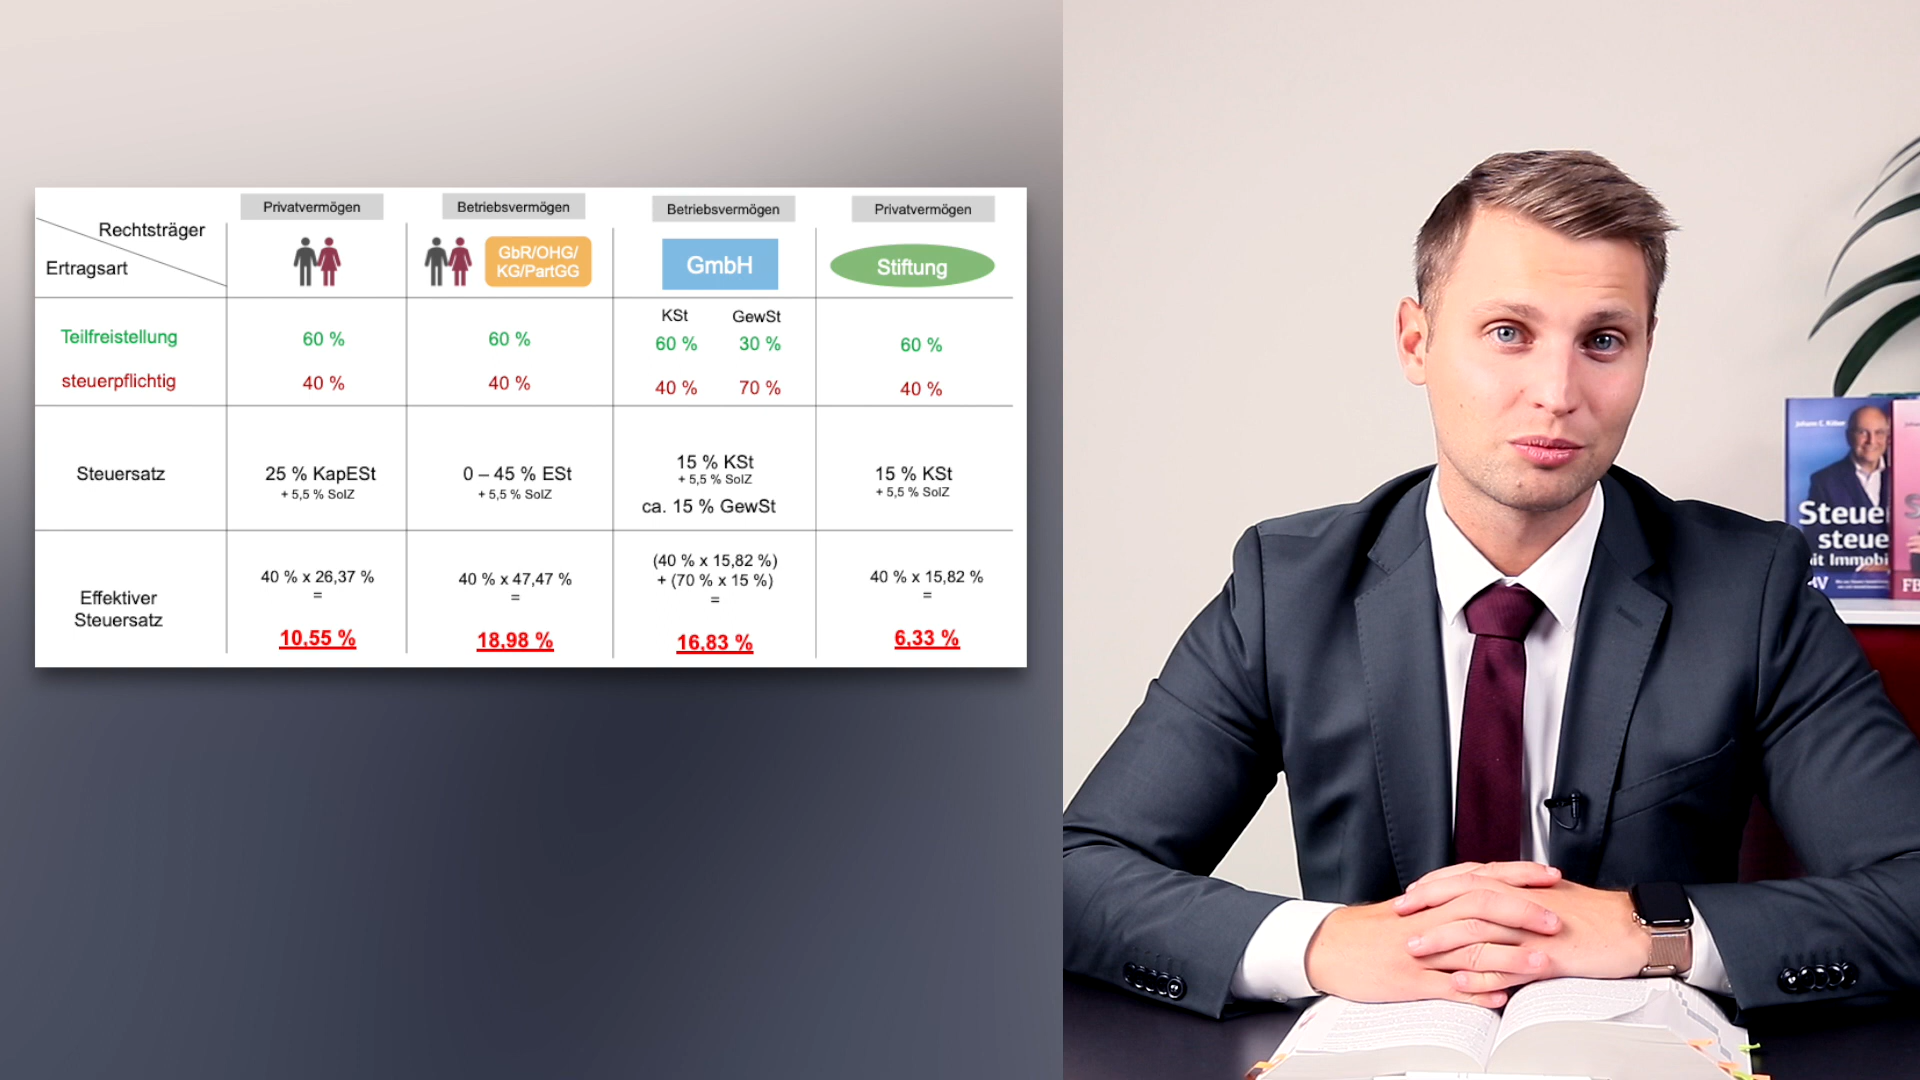 Privatvermögen
Betriebsvermögen
Betriebsvermögen
Privatvermögen
Rechtsträger
Ertragsart
GbR/OHG/
KG/PartGG
GmbH
Stiftung
KSt GewSt
Teilfreistellung 60 % 60 % 60 % 30 % 60 %
steuerpflichtig 40 % 40 % 40 % 70 % 40 %
Steuersatz
25 % KapESt
+ 5,5 % SolZ
0 – 45 % ESt
+ 5,5 % SolZ
15 % KSt
+ 5,5 % SolZ
ca. 15 % GewSt
15 % KSt
+ 5,5 % SolZ
Effektiver
Steuersatz
40 % x 26,37 %
=
10,55 %
40 % x 47,47 %
=
18,98 %
(40 % x 15,82 %)
+ (70 % x 15 %)
=
16,83 %
40 % x 15,82 %
=
6,33 %
Steue
steue
it Immobi